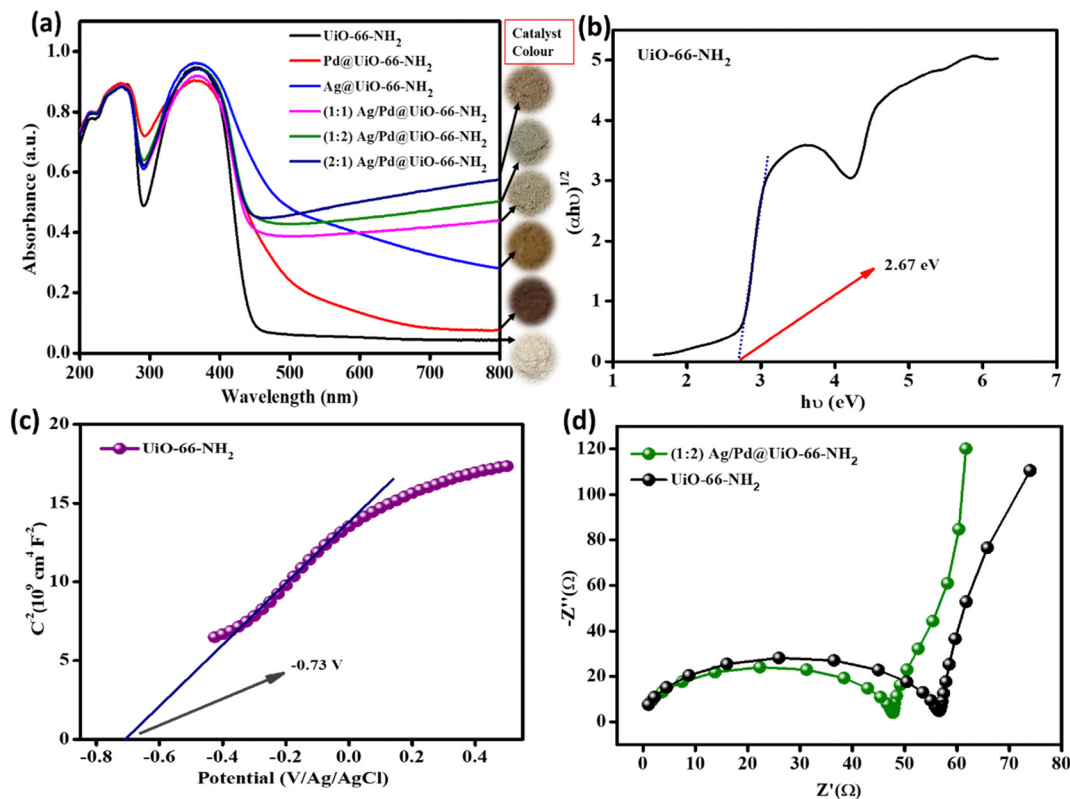 (a)
UiO-66-NH2
Pd@UiO-66-NH2
Ag@UiO-66-NH2
(1:1) Ag/Pd@UiO-66-NH2
(1:2) Ag/Pd@UiO-66-NH2
(2:1) Ag/Pd@UiO-66-NH2
Catalyst
Colour
1.0
0.8
0.6
0.4
0.2
0.0
Absorbance (a.u.)
200 300 400 500 600 700 800
Wavelength (nm)
(b)
UiO-66-NH2
5
4
3
2
1
0
(αhυ)1/2
2.67 eV
1 2 3 4 5 6 7
hυ (eV)
(c)
UiO-66-NH2
20
15
10
5
0
C-2(109 cm4 F-2)
-0.73 V
-0.8 -0.6 -0.4 -0.2 0.0 0.2 0.4
Potential (V/Ag/AgCl)
(d)
(1:2) Ag/Pd@UiO-66-NH2
UiO-66-NH2
120
100
80
60
40
20
0
-Z''(Ω)
0 10 20 30 40 50 60 70 80
Z'(Ω)